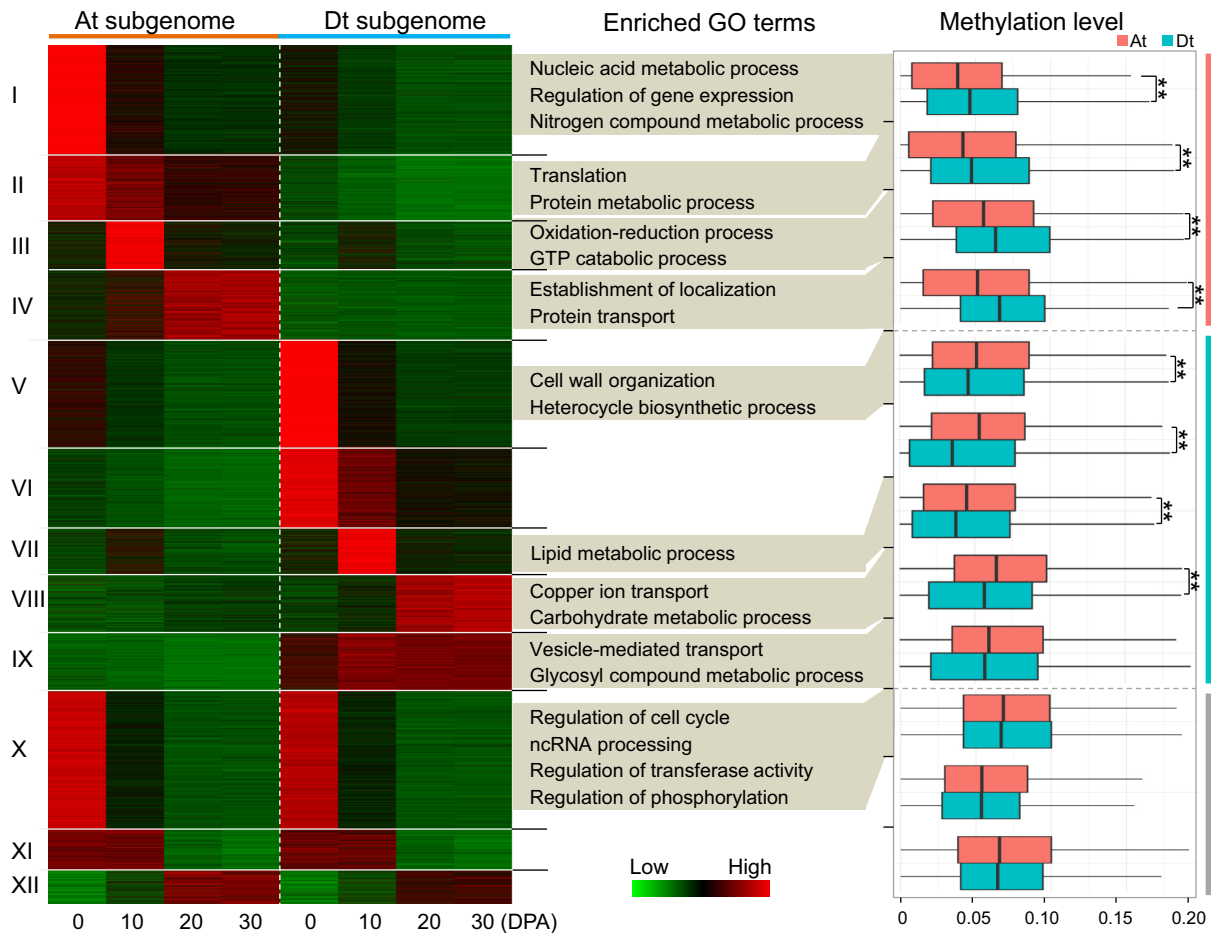 At subgenome Dt subgenome Enriched GO terms Methylation level
At Dt
I
Nucleic acid metabolic process
Regulation of gene expression
Nitrogen compound metabolic process
**
II
Translation
Protein metabolic process
**
III
Oxidation-reduction process
GTP catabolic process
**
IV
Establishment of localization
Protein transport
**
V
Cell wall organization
Heterocycle biosynthetic process
**
VI
**
VII
Lipid metabolic process
**
VIII
Copper ion transport
Carbohydrate metabolic process
**
IX
Vesicle-mediated transport
Glycosyl compound metabolic process
X
Regulation of cell cycle
ncRNA processing
Regulation of transferase activity
Regulation of phosphorylation
XI
XII
Low High
0 10 20 30 0 10 20 30 (DPA)
0 0.05 0.10 0.15 0.20